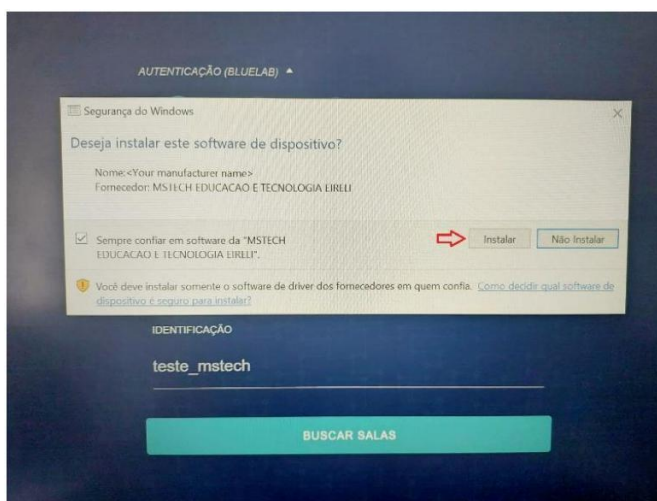 AUTENTICAÇÃO (BLUELAB)
Segurança do Windows
Deseja instalar este software de dispositivo?
Nome: <Your manufacturer name>
Fornecedor: MSTECH EDUCACAO E TECNOLOGIA EIRELI
Sempre confiar em software da "MSTECH
EDUCACAO E TECNOLOGIA EIRELI".
Instalar
Não Instalar
Você deve instalar somente o software de driver dos fornecedores em quem confia. Como decidir qual software de
dispositivo é seguro para instalar?
IDENTIFICAÇÃO
teste_mstech
BUSCAR SALAS